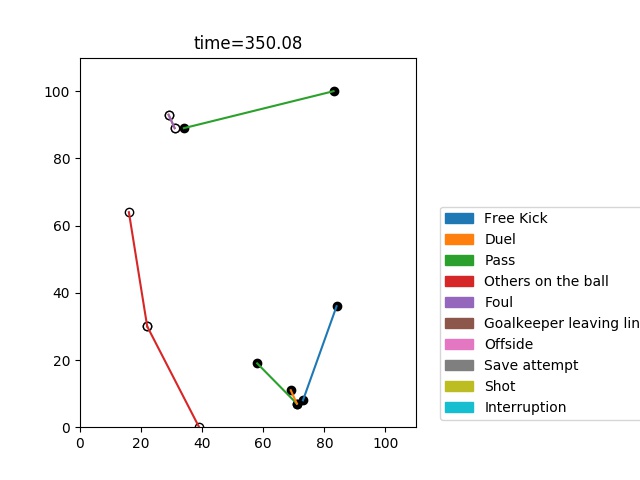 time=350.08
100
80
60
40
20
0
0 20 40 60 80 100
Free Kick
Duel
Pass
Others on the ball
Foul
Goalkeeper leaving lin
Offside
Save attempt
Shot
Interruption